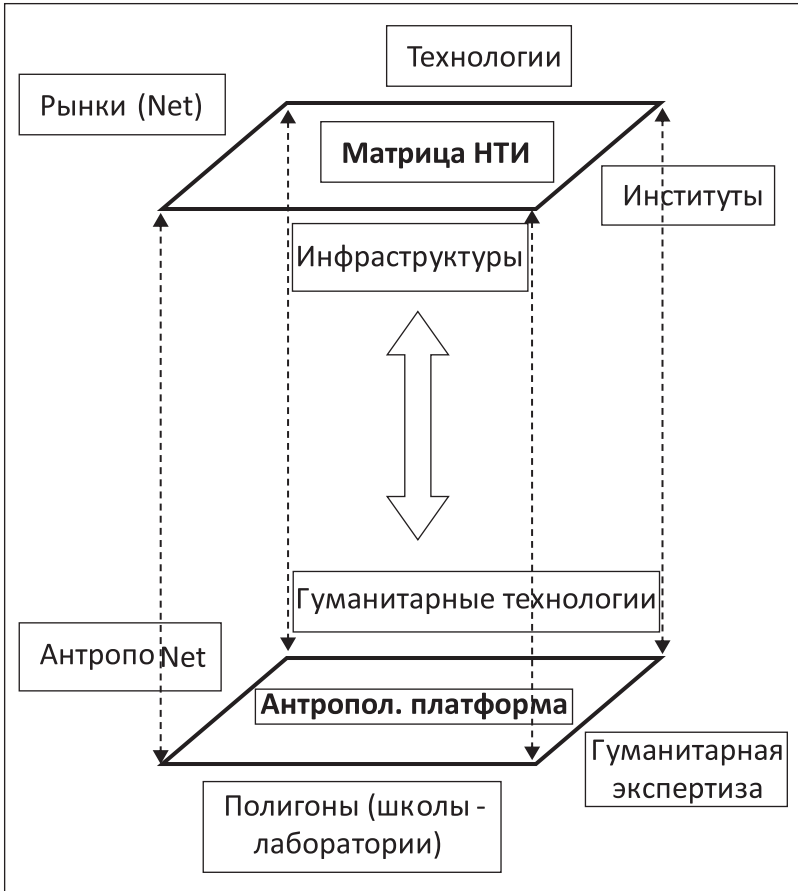 Технологии
Рынки (Net)
Матрица НТИ
Институты
Инфраструктуры
Гуманитарные технологии
Антропо Net
Антропол. платформа
Гуманитарная
экспертиза
Полигоны (школы -
лаборатории)